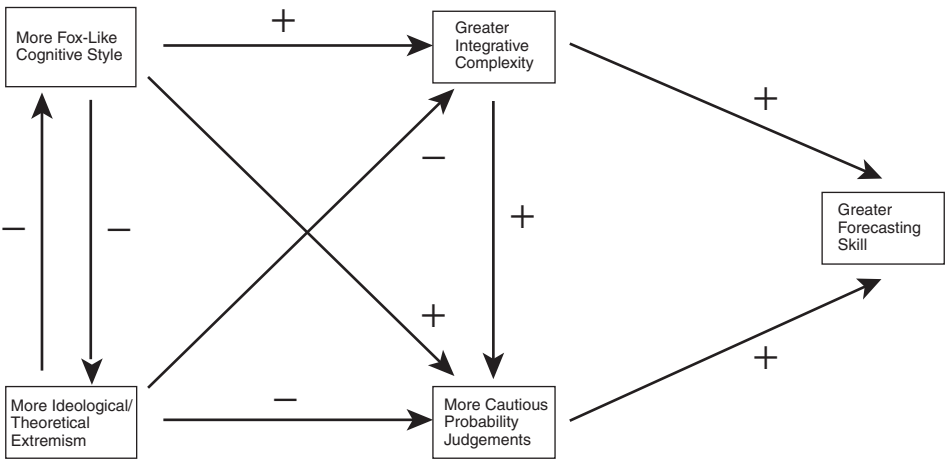 More Fox-Like
Cognitive Style
+
Greater
Integrative
Complexity
+
−
−
−
+
Greater
Forecasting
Skill
+
+
More Ideological/
Theoretical
Extremism
−
More Cautious
Probability
Judgements
+